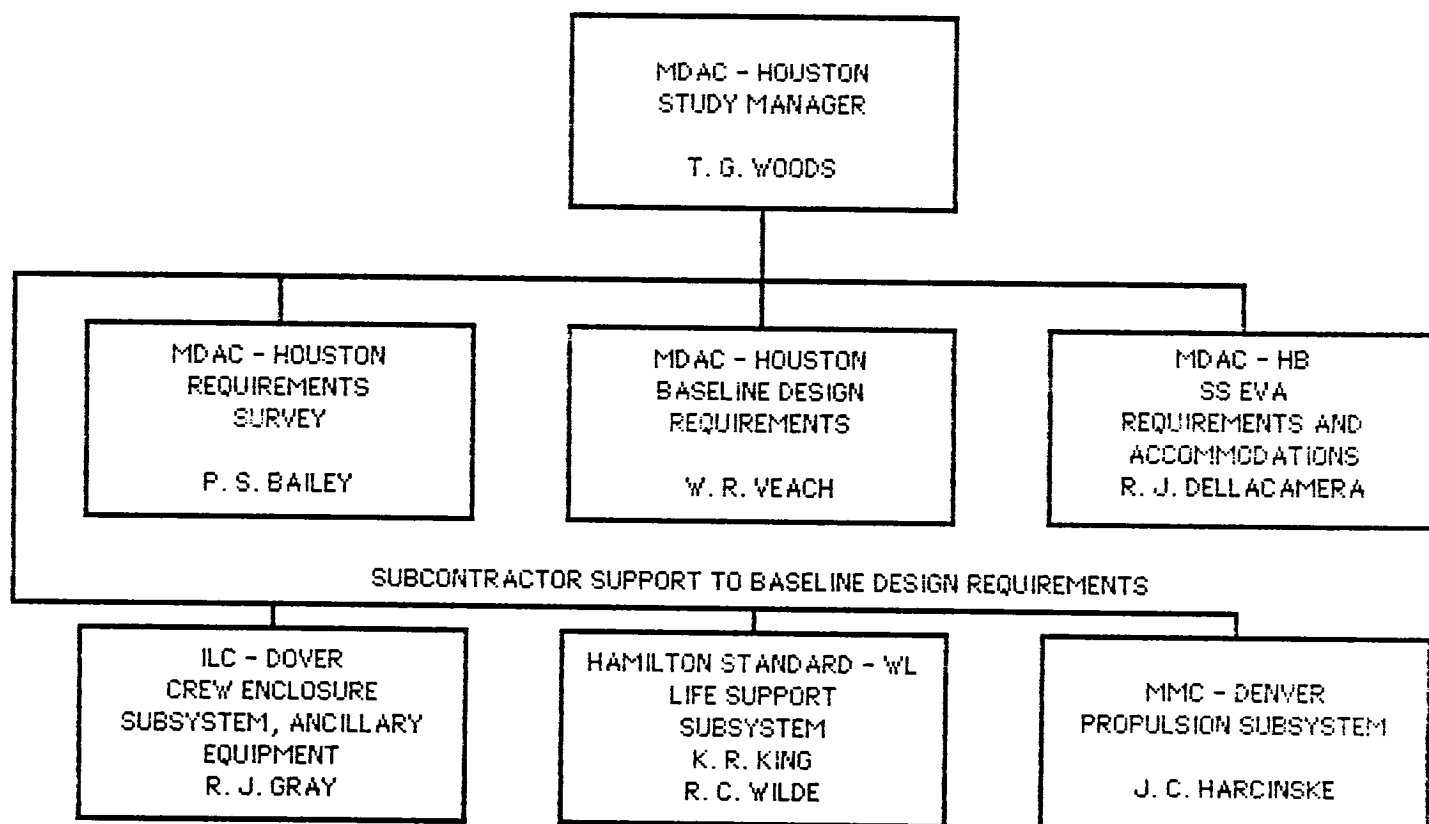 MDAC - HOUSTON
STUDY MANAGER
T. G. WOODS
MDAC - HOUSTON
REQUIREMENTS
SURVEY
P. S. BAILEY
MDAC - HOUSTON
BASELINE DESIGN
REQUIREMENTS
W. R. VEACH
MDAC - HB
SS EVA
REQUIREMENTS AND
ACCOMMODATIONS
R. J. DELLACAMERA
SUBCONTRACTOR SUPPORT TO BASELINE DESIGN REQUIREMENTS
ILC - DOVER
CREW ENCLOSURE
SUBSYSTEM, ANCILLARY
EQUIPMENT
R. J. GRAY
HAMILTON STANDARD - WL
LIFE SUPPORT
SUBSYSTEM
K. R. KING
R. C. WILDE
MMC - DENVER
PROPULSION SUBSYSTEM
J. C. HARCINSKE